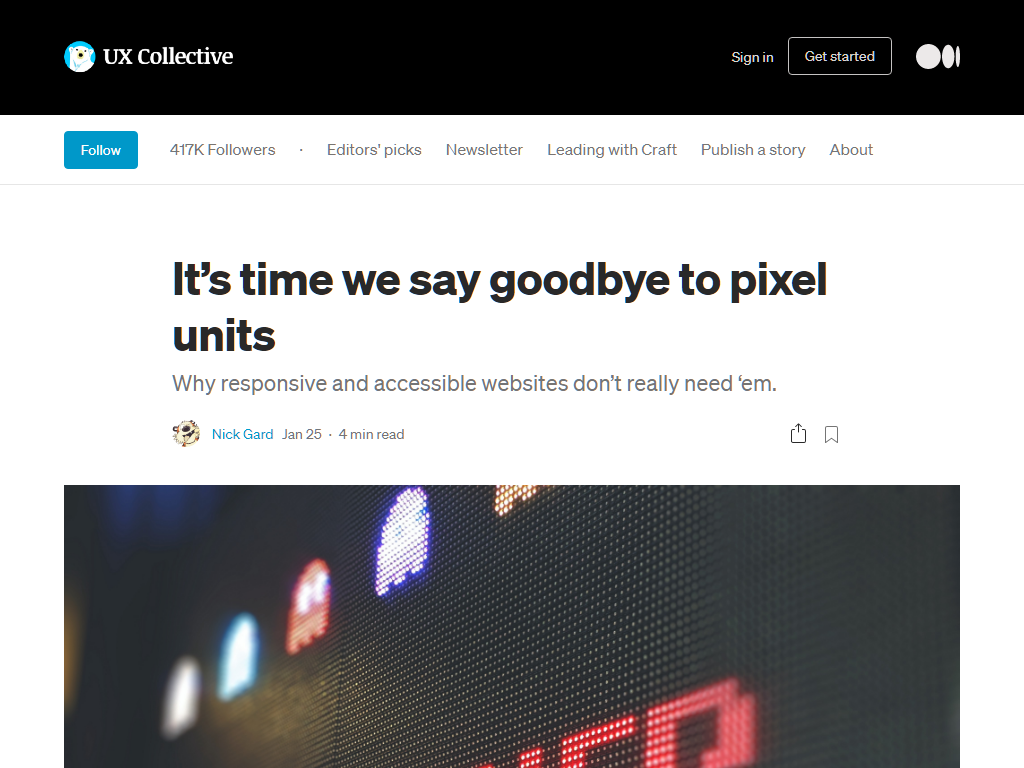 UX Collective
Sign in
Get started
Follow
417K Followers
·
Editors' picks
Newsletter
Leading with Craft
Publish a story
About
It’s time we say goodbye to pixel
units
Why responsive and accessible websites don’t really need ‘em.
Nick Gard Jan 25 · 4 min read